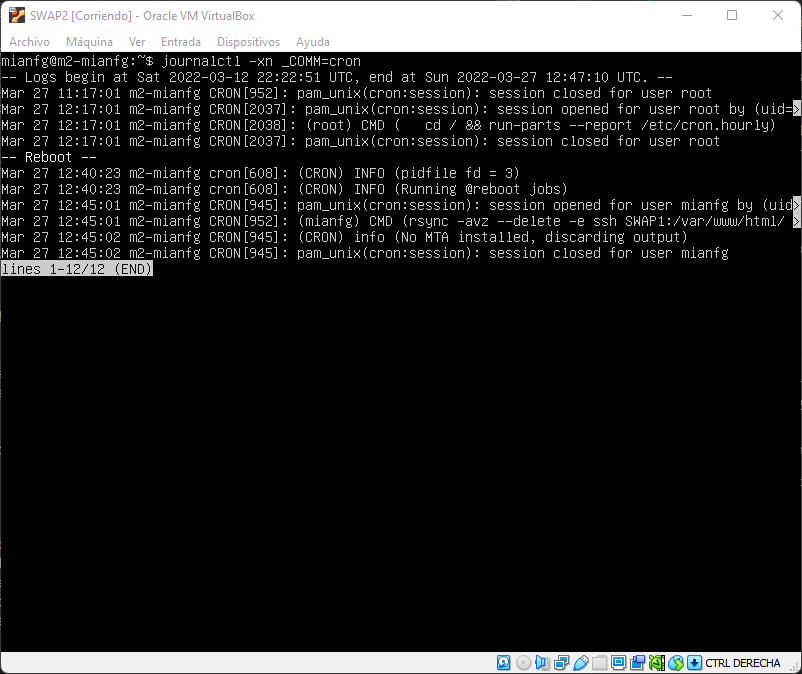 SWAP2 [Corriendo] - Oracle VM VirtualBox
Archivo Máquina Ver Entrada Dispositivos Ayuda
mianfg@m2-mianfg:~$ journalctl -xn _COMM=cron
-- Logs begin at Sat 2022-03-12 22:22:51 UTC, end at Sun 2022-03-27 12:47:10 UTC. --
Mar 27 11:17:01 m2-mianfg CRON[952]: pam_unix(cron:session): session closed for user root
Mar 27 12:17:01 m2-mianfg CRON[2037]: pam_unix(cron:session): session opened for user root by (uid=>
Mar 27 12:17:01 m2-mianfg CRON[2038]: (root) CMD (   cd / && run-parts --report /etc/cron.hourly)
Mar 27 12:17:01 m2-mianfg CRON[2037]: pam_unix(cron:session): session closed for user root
-- Reboot --
Mar 27 12:40:23 m2-mianfg cron[608]: (CRON) INFO (pidfile fd = 3)
Mar 27 12:40:23 m2-mianfg cron[608]: (CRON) INFO (Running @reboot jobs)
Mar 27 12:45:01 m2-mianfg CRON[945]: pam_unix(cron:session): session opened for user mianfg by (uid>
Mar 27 12:45:01 m2-mianfg CRON[952]: (mianfg) CMD (rsync -avz --delete -e ssh SWAP1:/var/www/html/ >
Mar 27 12:45:02 m2-mianfg CRON[945]: (CRON) info (No MTA installed, discarding output)
Mar 27 12:45:02 m2-mianfg CRON[945]: pam_unix(cron:session): session closed for user mianfg
lines 1-12/12 (END)
CTRL DERECHA